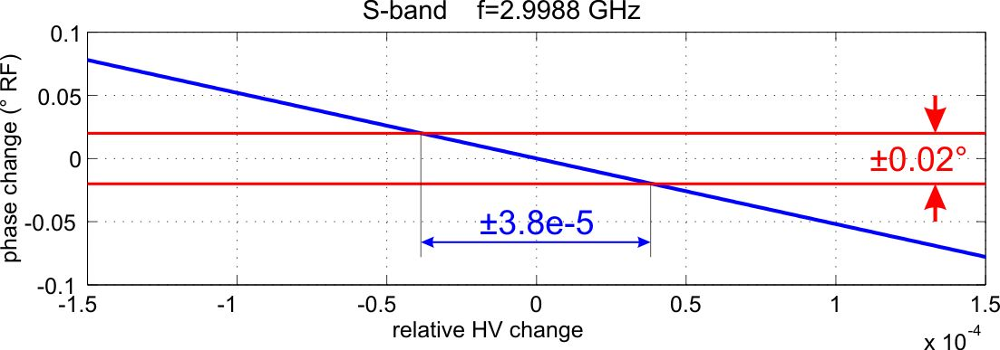 S-band f=2.9988 GHz
phase change (° RF)
0.1
0.05
0
-0.05
-0.1
±0.02°
±3.8e-5
-1.5 -1 -0.5 0 0.5 1 1.5
relative HV change
x 10-4